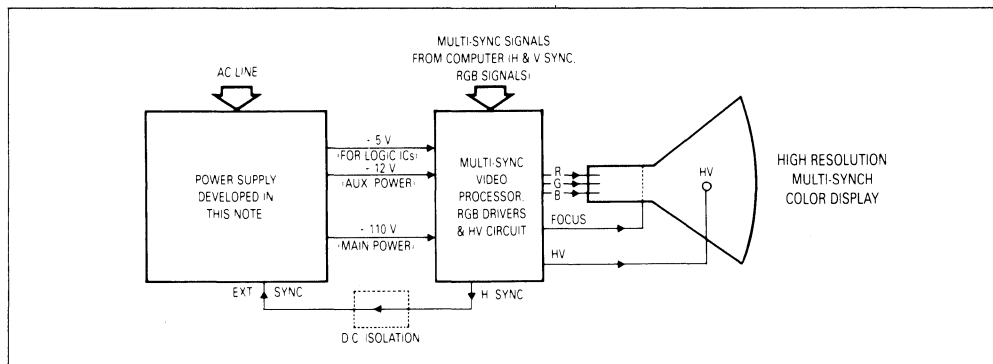 MULTI-SYNC SIGNALS
FROM COMPUTER (H & V SYNC,
RGB SIGNALS)
AC LINE
- 5 V
(FOR LOGIC ICs)
- 12 V
(AUX POWER)
- 110 V
(MAIN POWER)
POWER SUPPLY
DEVELOPED IN
THIS NOTE
MULTI-SYNC
VIDEO
PROCESSOR,
RGB DRIVERS
& HV CIRCUIT
R
G
B
FOCUS
HV
HV
HIGH RESOLUTION
MULTI-SYNCH
COLOR DISPLAY
EXT SYNC
H SYNC
DC ISOLATION